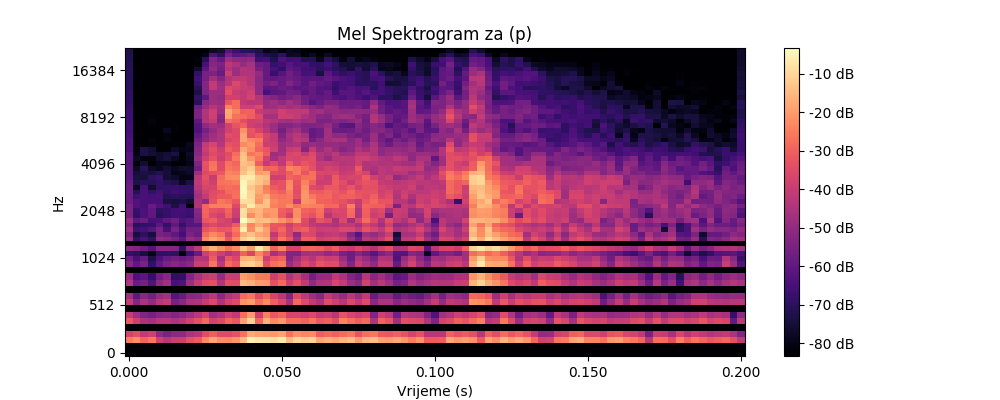 Mel Spektrogram za (p)
Hz
16384
8192
4096
2048
1024
512
0
0.000 0.050 0.100 0.150 0.200
Vrijeme (s)
-10 dB
-20 dB
-30 dB
-40 dB
-50 dB
-60 dB
-70 dB
-80 dB